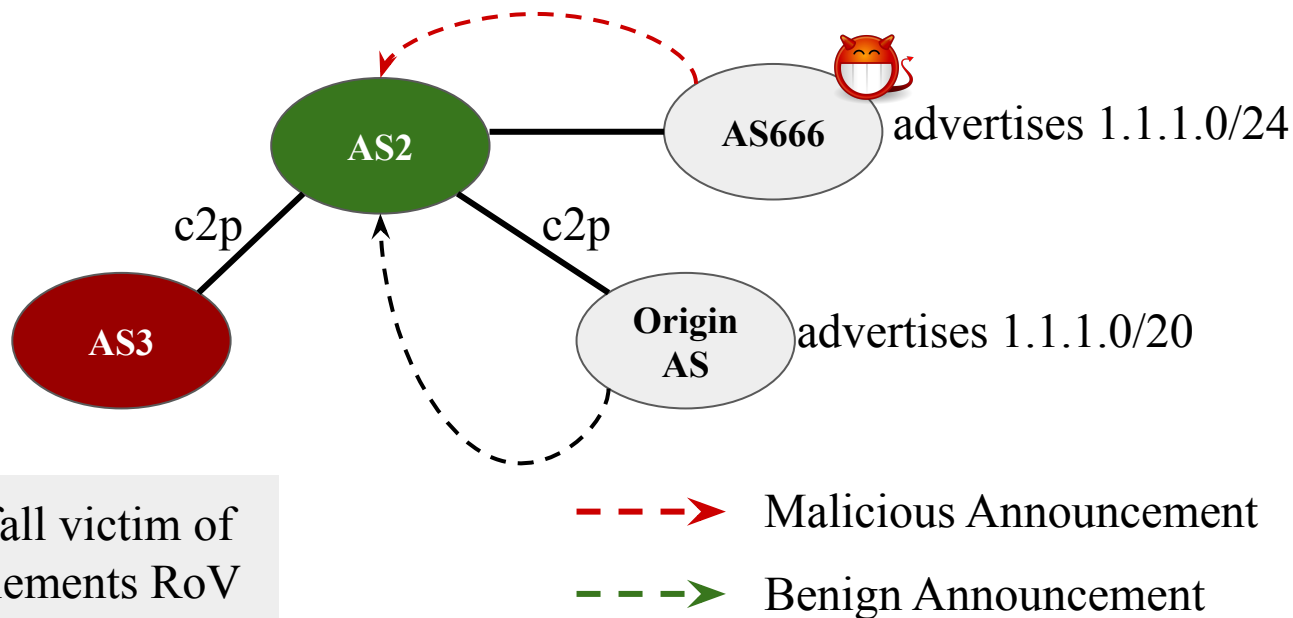 AS2
AS666
advertises 1.1.1.0/24
c2p
c2p
AS3
Origin
AS
advertises 1.1.1.0/20
fall victim of
lements RoV
Malicious Announcement
Benign Announcement